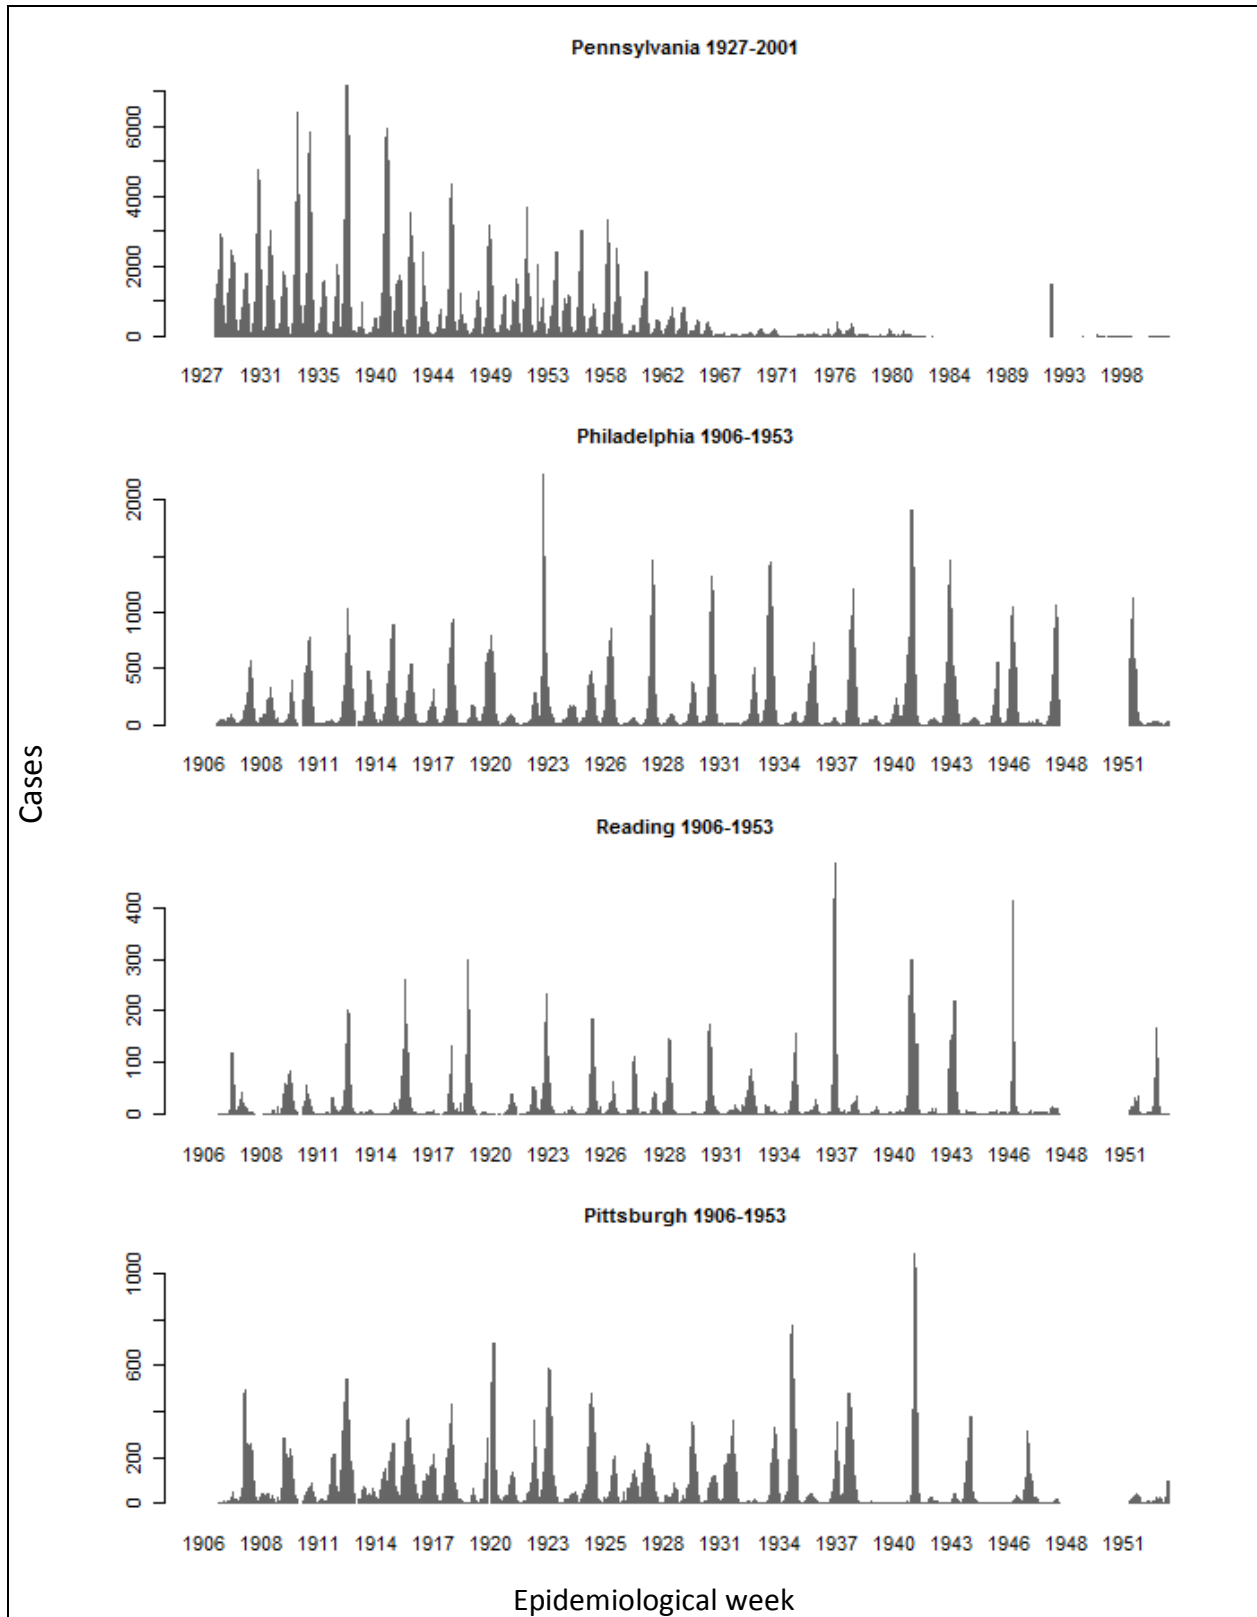 Pennsylvania 1927-2001
6000
4000
2000
0
1927 1931 1935 1940 1944 1949 1953 1958 1962 1967 1971 1976 1980 1984 1989 1993 1998
Philadelphia 1906-1953
2000
1000
500
0
1906 1908 1911 1914 1917 1920 1923 1926 1928 1931 1934 1937 1940 1943 1946 1948 1951
Cases
Reading 1906-1953
400
300
200
100
0
1906 1908 1911 1914 1917 1920 1923 1926 1928 1931 1934 1937 1940 1943 1946 1948 1951
Pittsburgh 1906-1953
1000
600
200
0
1906 1908 1911 1914 1917 1920 1923 1925 1928 1931 1934 1937 1940 1943 1946 1948 1951
Epidemiological week